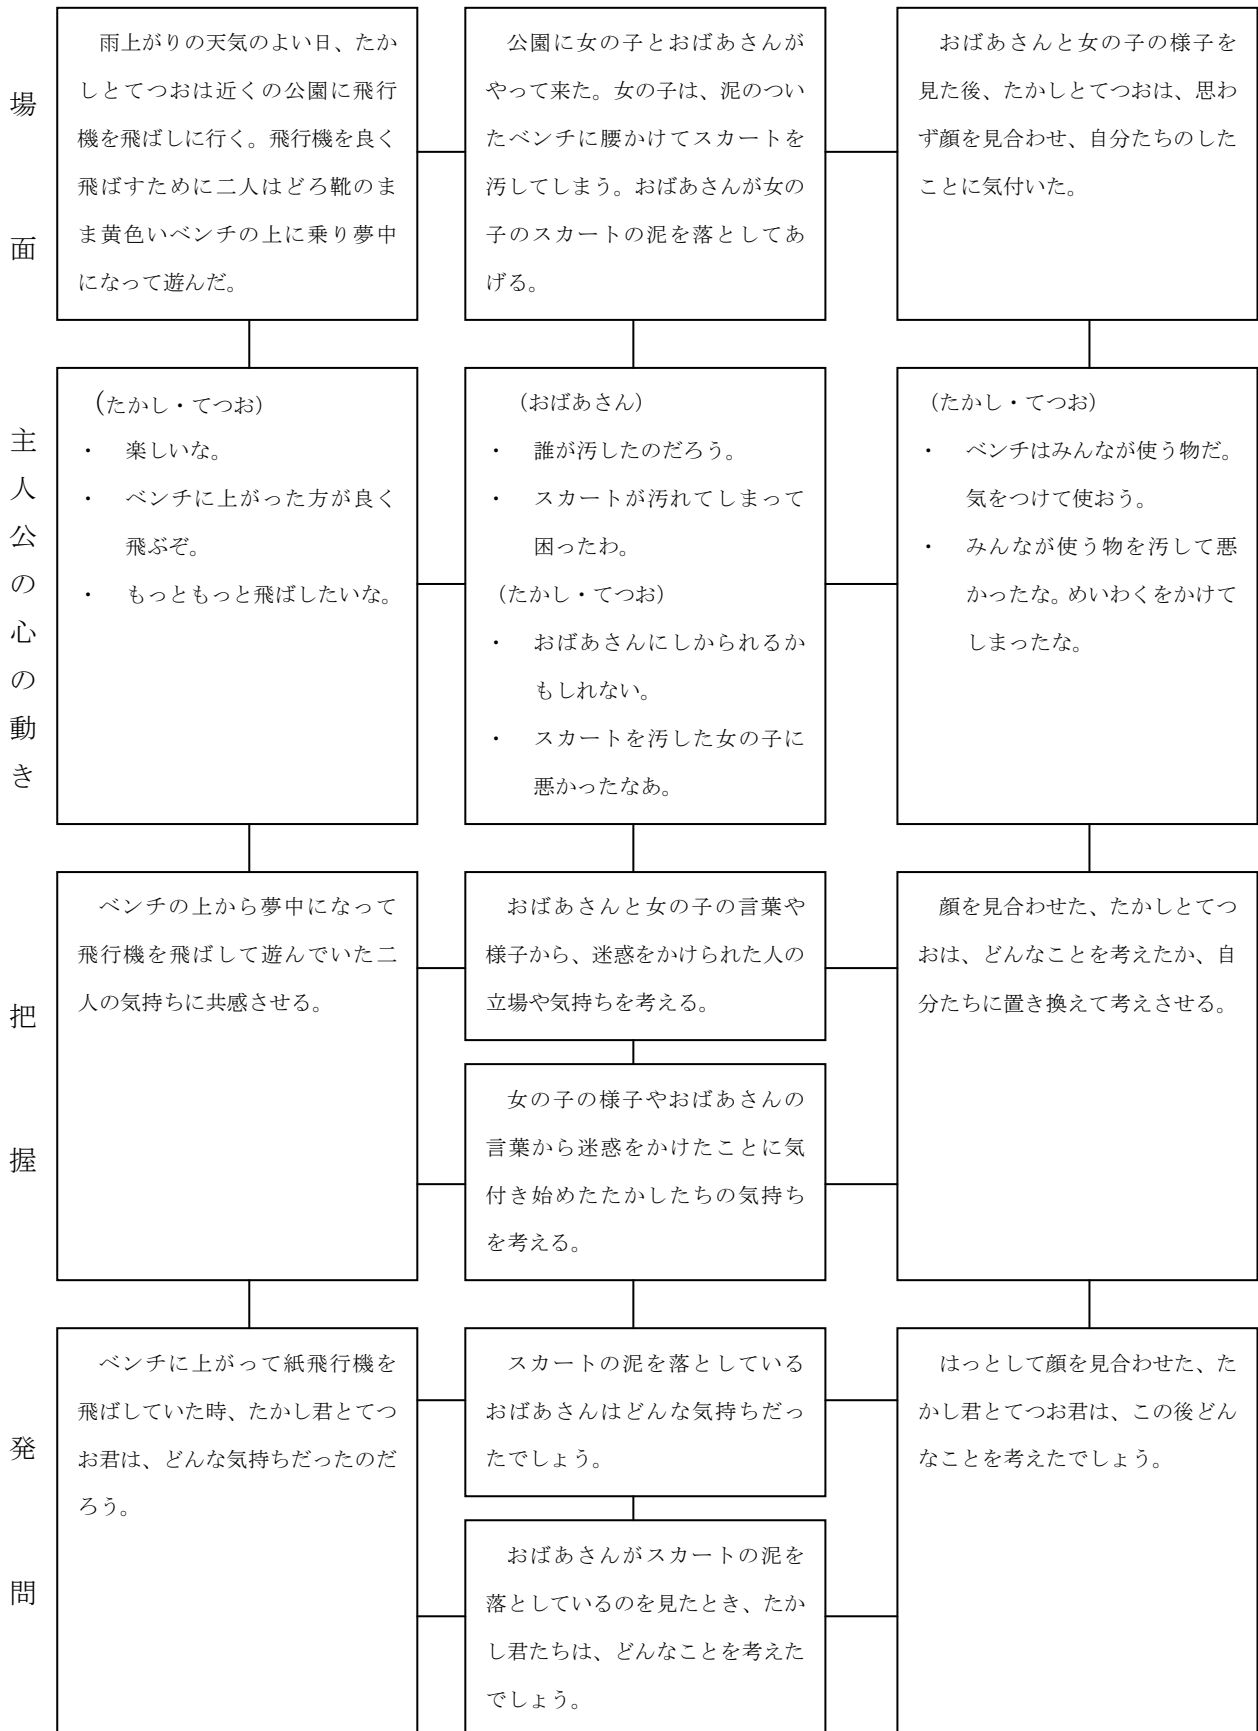 場面
雨上がりの天気のよい日、たか
しとてつおは近くの公園に飛行
機を飛ばしに行く。飛行機を良く
飛ばすために二人はどろ靴のま
ま黄色いベンチの上に乗り夢中
になって遊んだ。
公園に女の子とおばあさんが
やって来た。女の子は、泥のつい
たベンチに腰かけてスカートを
汚してしまう。おばあさんが女の
子のスカートの泥を落としてあ
げる。
おばあさんと女の子の様子を
見た後、たかしとてつおは、思わ
ず顔を見合わせ、自分たちのした
ことに気付いた。
主人公の心の動き
(たかし・てつお)
・ 楽しいな。
・ ベンチに上がった方が良く
飛ぶぞ。
・ もっともっと飛ばしたいな。
(おばあさん)
・ 誰が汚したのだろう。
・ スカートが汚れてしまって
困ったわ。
(たかし・てつお)
・ おばあさんにしかられるか
もしれない。
・ スカートを汚した女の子に
悪かったなあ。
(たかし・てつお)
・ ベンチはみんなが使う物だ。
気をつけて使おう。
・ みんなが使う物を汚して悪
かったな。めいわくをかけて
しまったな。
把握
ベンチの上から夢中になって
飛行機を飛ばして遊んでいた二
人の気持ちに共感させる。
おばあさんと女の子の言葉や
様子から、迷惑をかけられた人の
立場や気持ちを考える。
女の子の様子やおばあさんの
言葉から迷惑をかけたことに気
付き始めたたかしたちの気持ち
を考える。
顔を見合わせた、たかしとてつ
おは、どんなことを考えたか、自
分たちに置き換えて考えさせる。
発問
ベンチに上がって紙飛行機を
飛ばしていた時、たかし君とてつ
お君は、どんな気持ちだったのだ
ろう。
スカートの泥を落としている
おばあさんはどんな気持ちだっ
たでしょう。
おばあさんがスカートの泥を
落としているのを見たとき、たか
し君たちは、どんなことを考えた
でしょう。
はっとして顔を見合わせた、た
かし君とてつお君は、この後どん
なことを考えたでしょう。